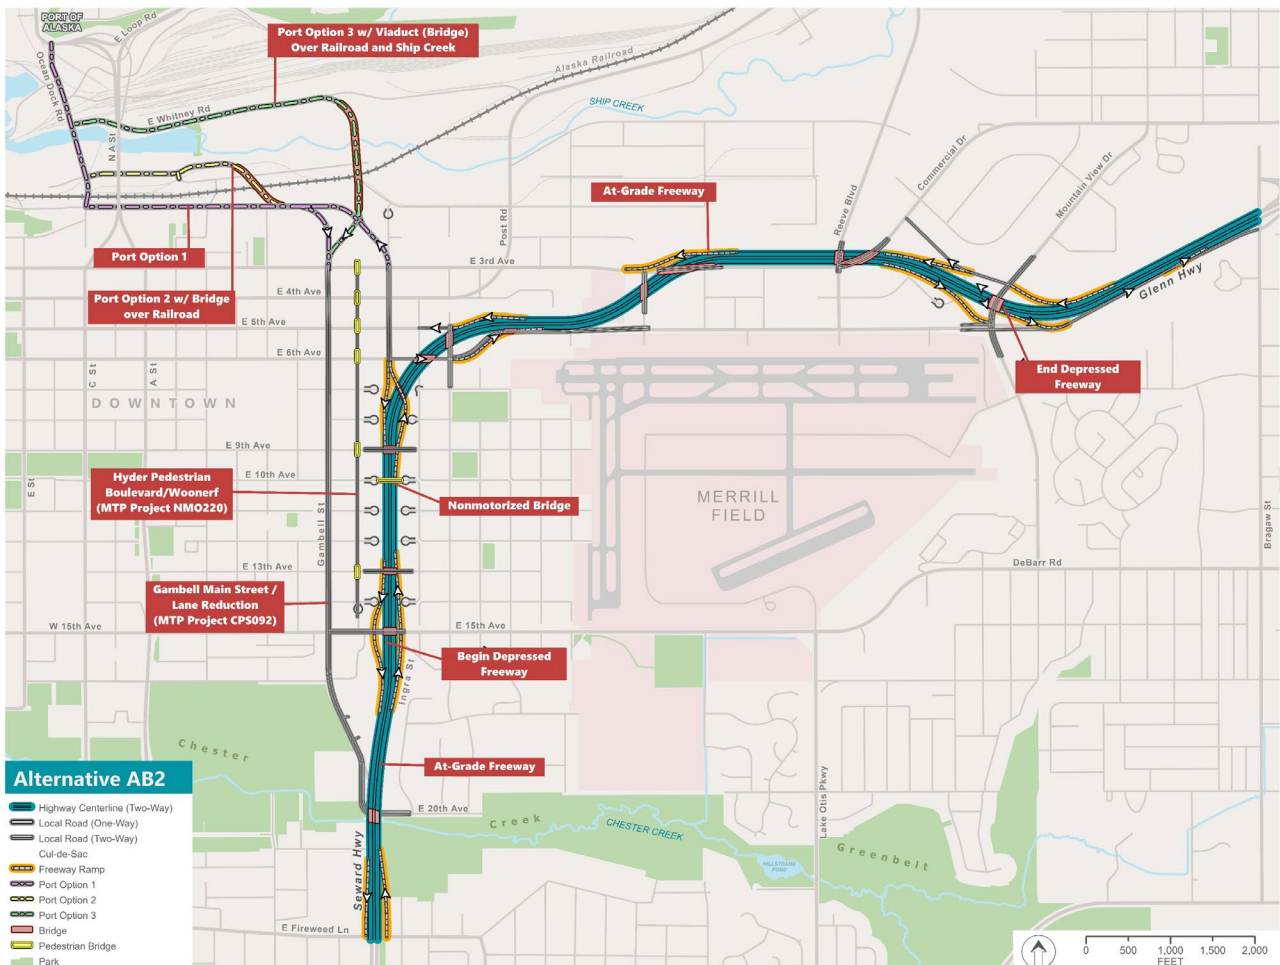 PORT OF
ALASKA
E Loop Rd
Ocean Dock Rd
Port Option 3 w/ Viaduct (Bridge)
Over Railroad and Ship Creek
Alaska Railroad
SHIP CREEK
E Whitney Rd
N A St
Commercial Dr
Mountain View Dr
At-Grade Freeway
Reeve Blvd
Post Rd
Port Option 1
E 3rd Ave
Glenn Hwy
Port Option 2 w/ Bridge
over Railroad
E 4th Ave
E 5th Ave
E 6th Ave
End Depressed
Freeway
C St
A St
DOWNTOWN
E 9th Ave
E 10th Ave
E St
Hyder Pedestrian
Boulevard/Woonerf
(MTP Project NMO220)
Nonmotorized Bridge
MERRILL
FIELD
Gambell St
Bragaw St
E 13th Ave
DeBarr Rd
Gambell Main Street /
Lane Reduction
(MTP Project CPS092)
W 15th Ave
E 15th Ave
Begin Depressed
Freeway
Ingra St
Chester
At-Grade Freeway
Alternative AB2
Highway Centerline (Two-Way)
Local Road (One-Way)
Local Road (Two-Way)
Cul-de-Sac
Freeway Ramp
Port Option 1
Port Option 2
Port Option 3
Bridge
Pedestrian Bridge
Park
E 20th Ave
Creek
CHESTER CREEK
Lake Otis Pkwy
Greenbelt
HILLSTRAND
POND
Seward Hwy
E Fireweed Ln
0 500 1,000 1,500 2,000
FEET